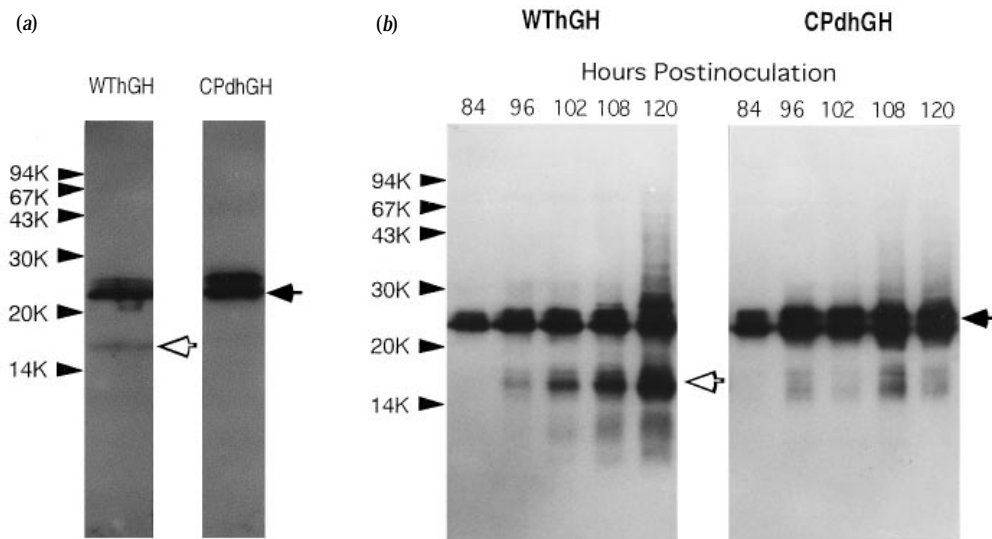 (a)
WThGH CPdhGH
94K
67K
43K
30K
20K
14K
(b)
WThGH CPdhGH
Hours Postinoculation
84 96 102 108 120 84 96 102 108 120
94K
67K
43K
30K
20K
14K